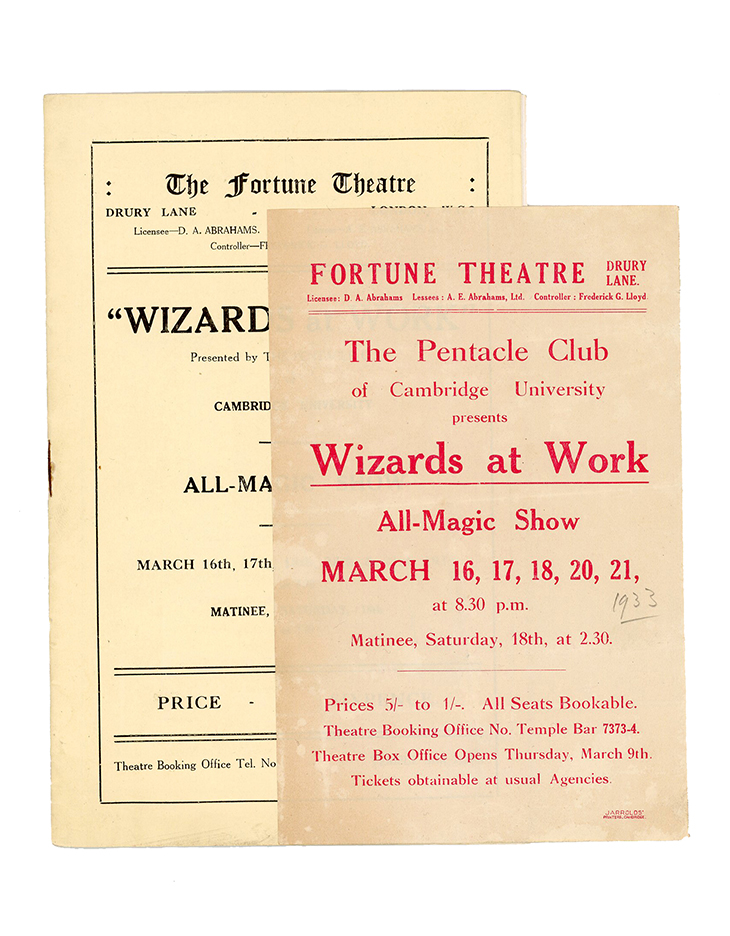 : The Fortune Theatre :
DRURY LANE -
Licensee—D. A. ABRAHAMS.
Controller—
"WIZARD
Presented by
CAMBRID
ALL-MA
MARCH 16th, 17th,
MATINEE,
PRICE -
Theatre Booking Office Tel. No
FORTUNE THEATRE DRURY LANE.
Licensee: D. A. Abrahams Lessees: A. E. Abrahams, Ltd. Controller: Frederick G. Lloyd.
The Pentacle Club
of Cambridge University
presents
Wizards at Work
All-Magic Show
MARCH 16, 17, 18, 20, 21,
at 8.30 p.m.
1933
Matinee, Saturday, 18th, at 2.30.
Prices 5/- to 1/-. All Seats Bookable.
Theatre Booking Office No. Temple Bar 7373-4.
Theatre Box Office Opens Thursday, March 9th.
Tickets obtainable at usual Agencies.
JARROLDS'
PRINTERS, CAMBRIDGE.